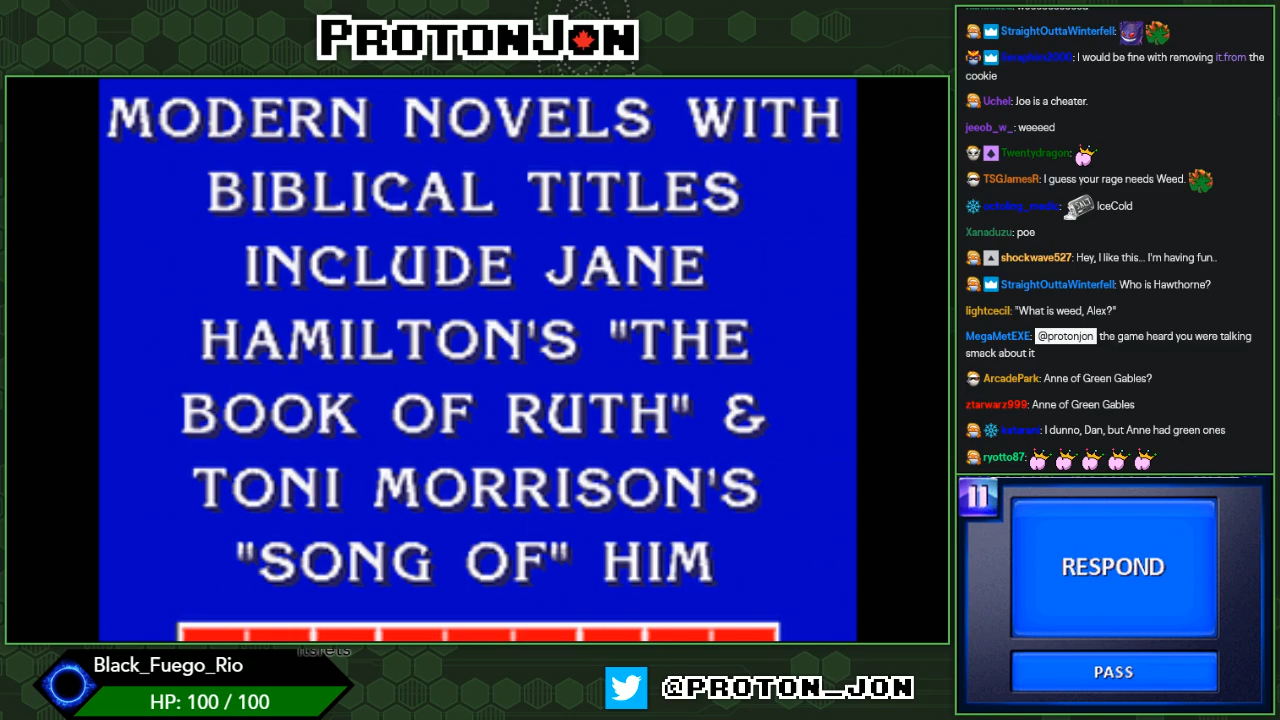 PROTONJON
MODERN NOVELS WITH
BIBLICAL TITLES
INCLUDE JANE
HAMILTON'S "THE
BOOK OF RUTH" &
TONI MORRISON'S
"SONG OF" HIM
StraightOuttaWinterfell:
I would be fine with removing it.from the
cookie
Uchel: Joe is a cheater.
jeeob_w_: weeeed
Twentydragon:
TSGJamesR: I guess your rage needs Weed.
IceCold
Xanaduzu: poe
shockwave527: Hey, I like this... I'm having fun..
StraightOuttaWinterfell: Who is Hawthorne?
lightcecil: "What is weed, Alex?"
MegaMetEXE: @protonjon the game heard you were talking
smack about it
ArcadePark: Anne of Green Gables?
ztarwarz999: Anne of Green Gables
I dunno, Dan, but Anne had green ones
ryotto87:
RESPOND
PASS
Black_Fuego_Rio
HP: 100 / 100
@PROTON_JON